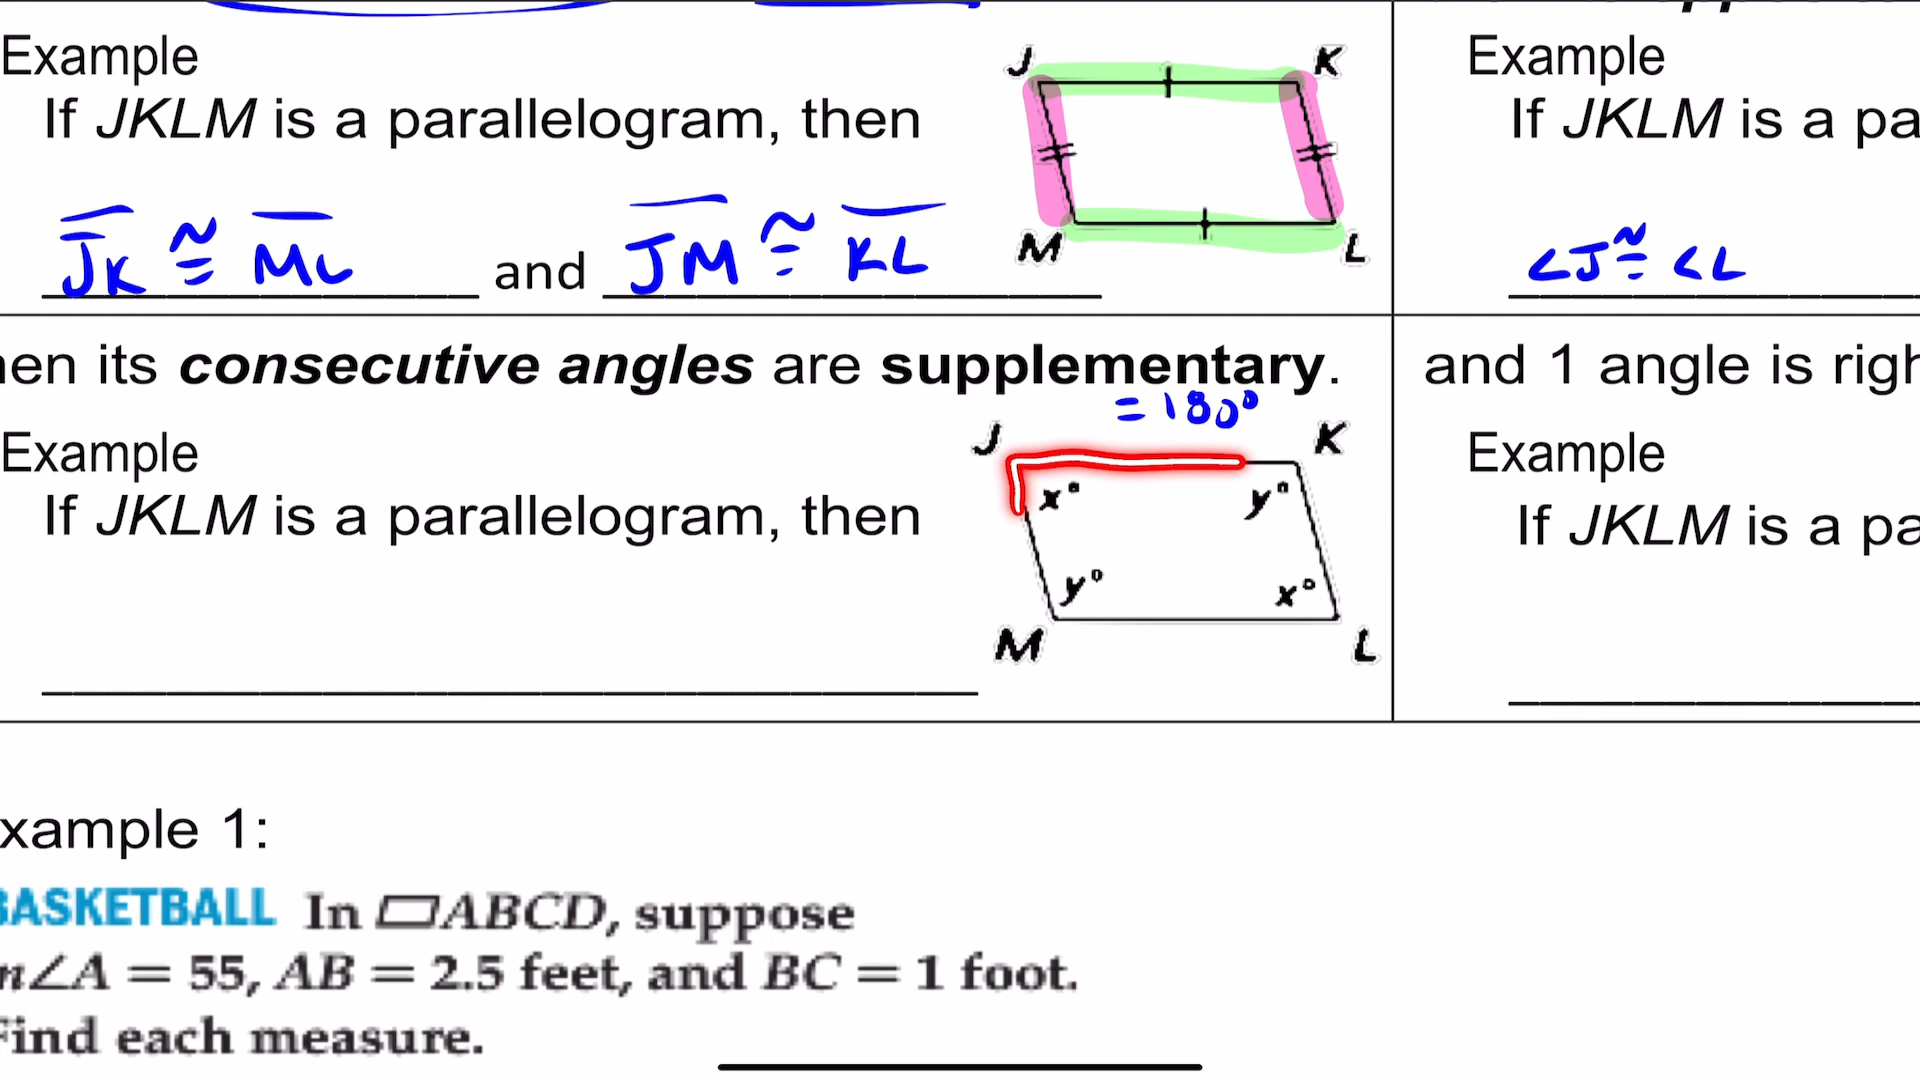 Example
If JKLM is a parallelogram, then
J K
M L
JK ≅ ML and JM ≅ KL
Example
If JKLM is a pa
∠J ≅ ∠L
en its consecutive angles are supplementary.
= 180°
Example
If JKLM is a parallelogram, then
J K
x° y°
y° x°
M L
and 1 angle is righ
Example
If JKLM is a pa
xample 1:
BASKETBALL In ▱ABCD, suppose
m∠A = 55, AB = 2.5 feet, and BC = 1 foot.
Find each measure.